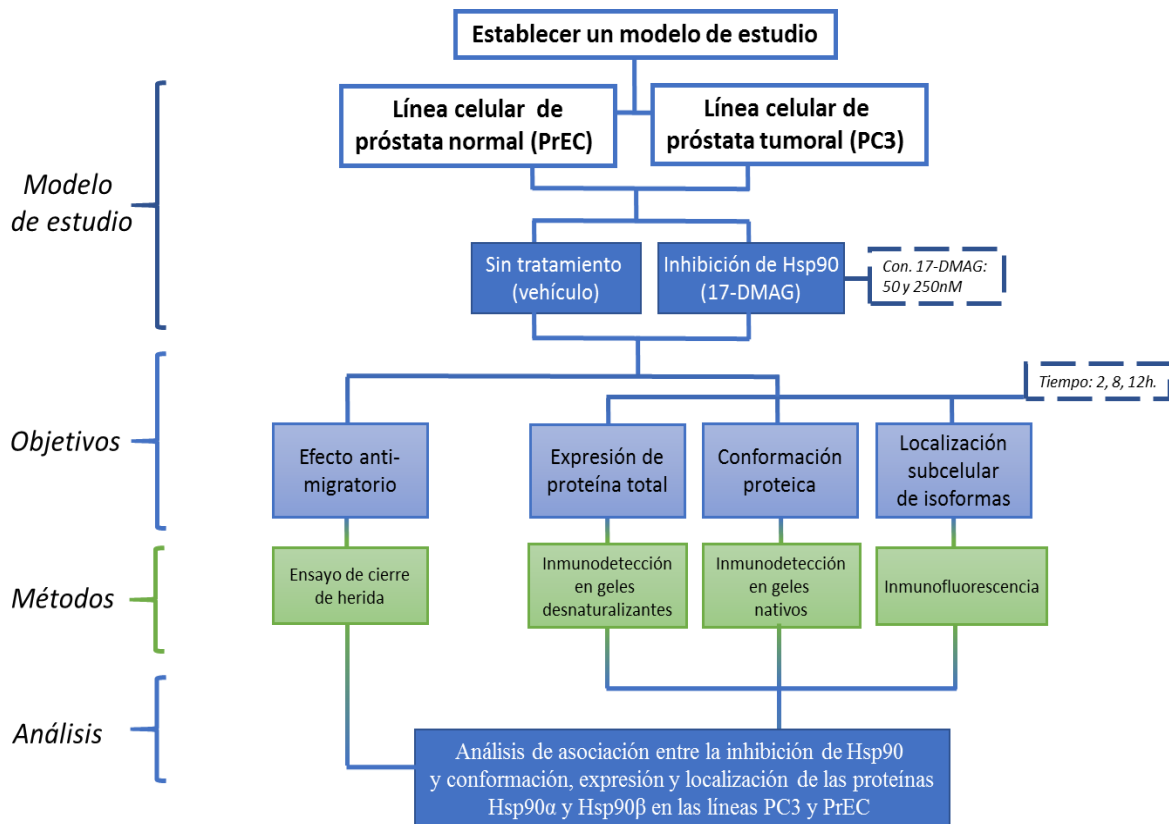 Establecer un modelo de estudio
Línea celular de
próstata normal (PrEC)
Línea celular de
próstata tumoral (PC3)
Modelo
de estudio
Sin tratamiento
(vehículo)
Inhibición de Hsp90
(17-DMAG)
Con. 17-DMAG:
50 y 250nM
Tiempo: 2, 8, 12h.
Objetivos
Efecto anti-
migratorio
Expresión de
proteína total
Conformación
proteica
Localización
subcelular
de isoformas
Métodos
Ensayo de cierre
de herida
Inmunodetección
en geles
desnaturalizantes
Inmunodetección
en geles
nativos
Inmunofluorescencia
Análisis
Análisis de asociación entre la inhibición de Hsp90
y conformación, expresión y localización de las proteínas
Hsp90α y Hsp90β en las líneas PC3 y PrEC